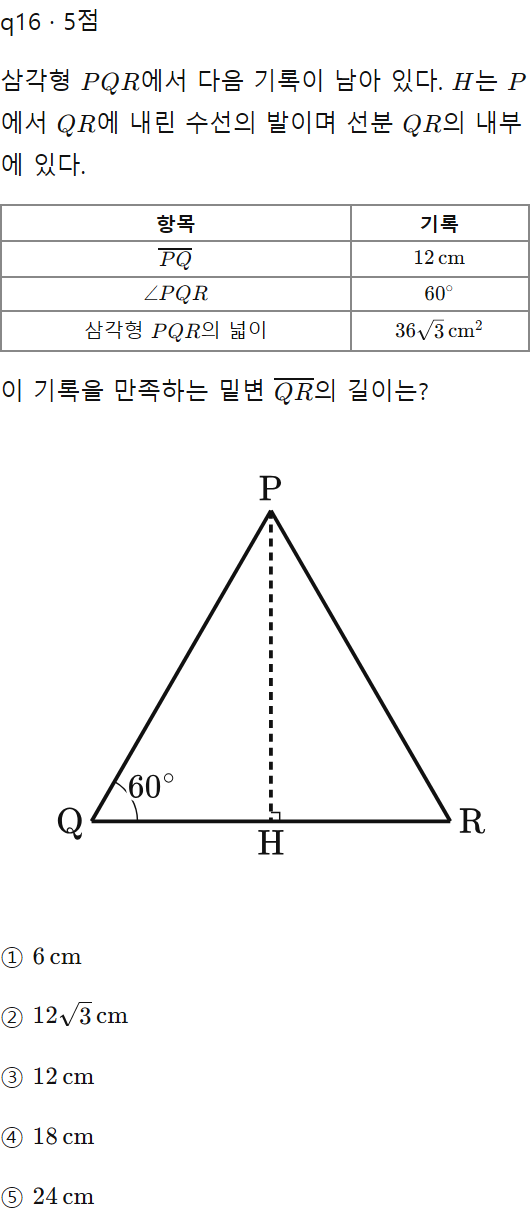 q16 · 5점
삼각형 PQR에서 다음 기록이 남아 있다. H는 P
에서 QR에 내린 수선의 발이며 선분 QR의 내부
에 있다.
항목 기록
\overline{PQ} 12 cm
∠PQR 60°
삼각형 PQR의 넓이 36√3 cm²
이 기록을 만족하는 밑변 \overline{QR}의 길이는?
P
60°
Q
H
R
① 6 cm
② 12√3 cm
③ 12 cm
④ 18 cm
⑤ 24 cm